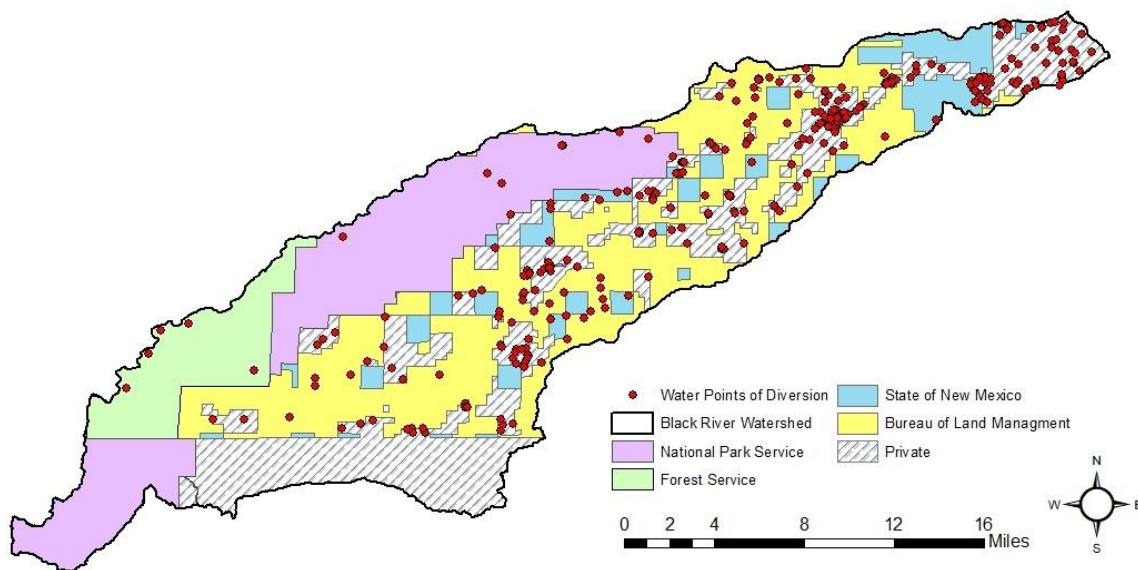 Water Points of Diversion
Black River Watershed
National Park Service
Forest Service
State of New Mexico
Bureau of Land Managment
Private
0 2 4 8 12 16
Miles
N
W E
S